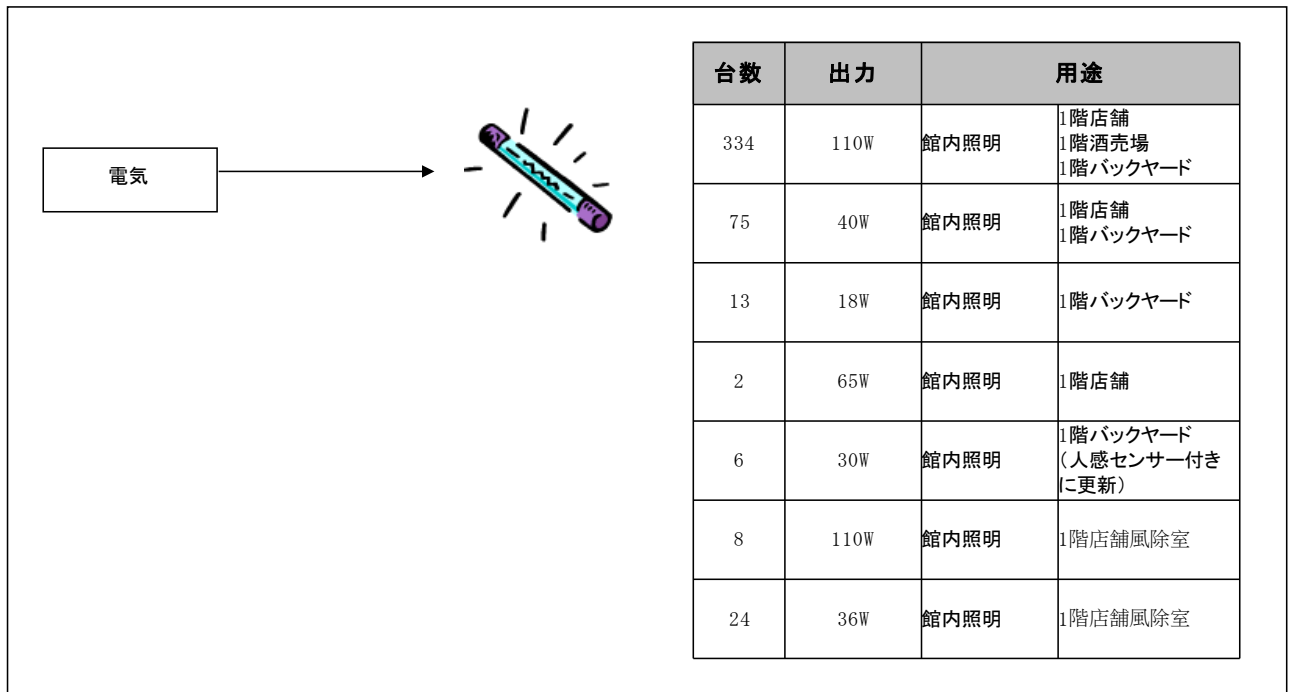 電気
台数 出力 用途
334 110W 館内照明 1階店舗
1階酒売場
1階バックヤード
75 40W 館内照明 1階店舗
1階バックヤード
13 18W 館内照明 1階バックヤード
2 65W 館内照明 1階店舗
6 30W 館内照明 1階バックヤード
（人感センサー付き
に更新）
8 110W 館内照明 1階店舗風除室
24 36W 館内照明 1階店舗風除室